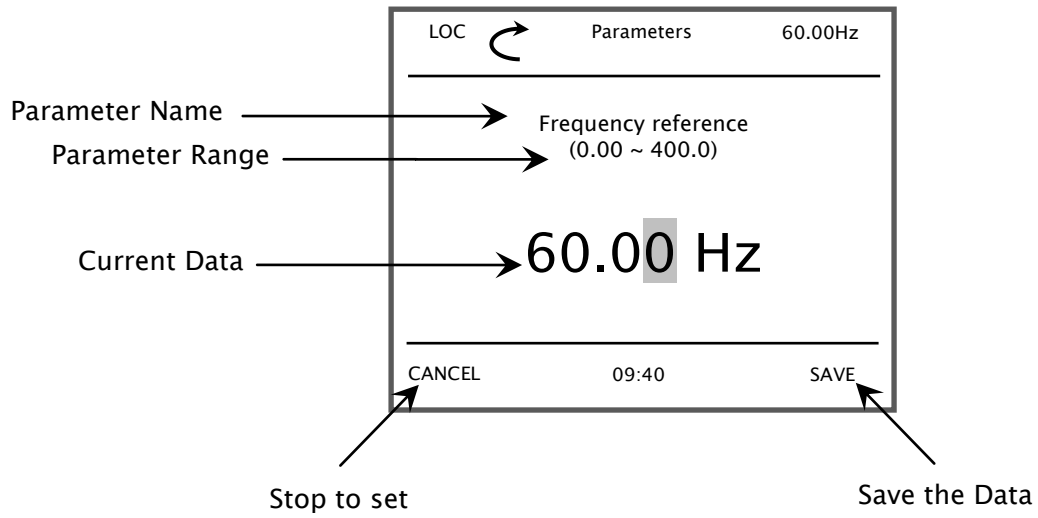 LOC Parameters 60.00Hz
Parameter Name
Frequency reference
Parameter Range
(0.00 ~ 400.0)
Current Data
60.00 Hz
CANCEL 09:40 SAVE
Stop to set
Save the Data